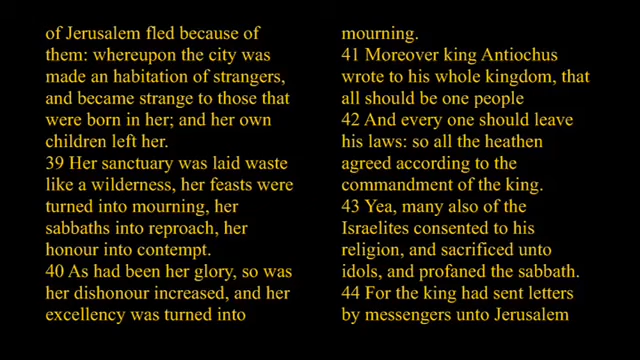 of Jerusalem fled because of
them: whereupon the city was
made an habitation of strangers,
and became strange to those that
were born in her; and her own
children left her.
39 Her sanctuary was laid waste
like a wilderness, her feasts were
turned into mourning, her
sabbaths into reproach, her
honour into contempt.
40 As had been her glory, so was
her dishonour increased, and her
excellency was turned into
mourning.
41 Moreover king Antiochus
wrote to his whole kingdom, that
all should be one people
42 And every one should leave
his laws: so all the heathen
agreed according to the
commandment of the king.
43 Yea, many also of the
Israelites consented to his
religion, and sacrificed unto
idols, and profaned the sabbath.
44 For the king had sent letters
by messengers unto Jerusalem